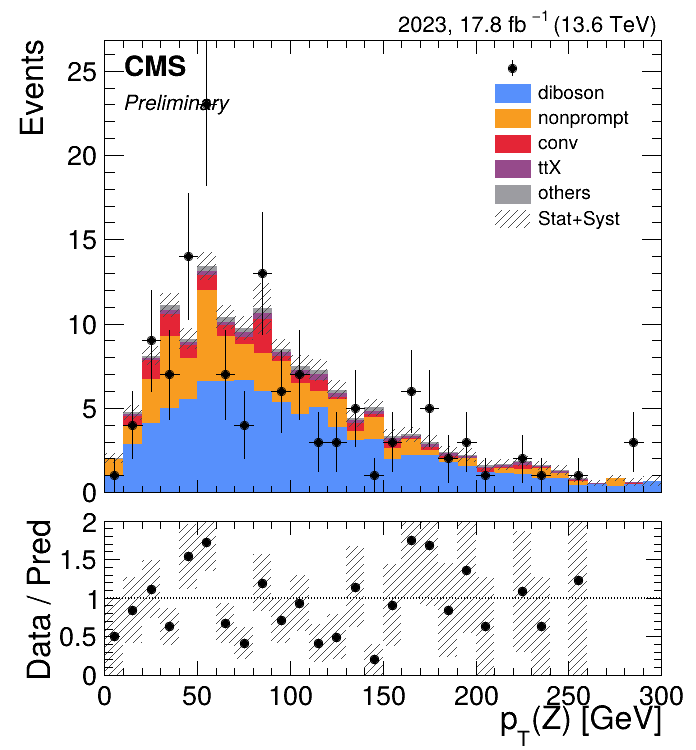 2023, 17.8 fb⁻¹ (13.6 TeV)
CMS
Preliminary
Events
25
20
15
10
5
0
diboson
nonprompt
conv
ttX
others
Stat+Syst
Data / Pred
2
1.5
1
0.5
0
0 50 100 150 200 250 300
p_T(Z) [GeV]